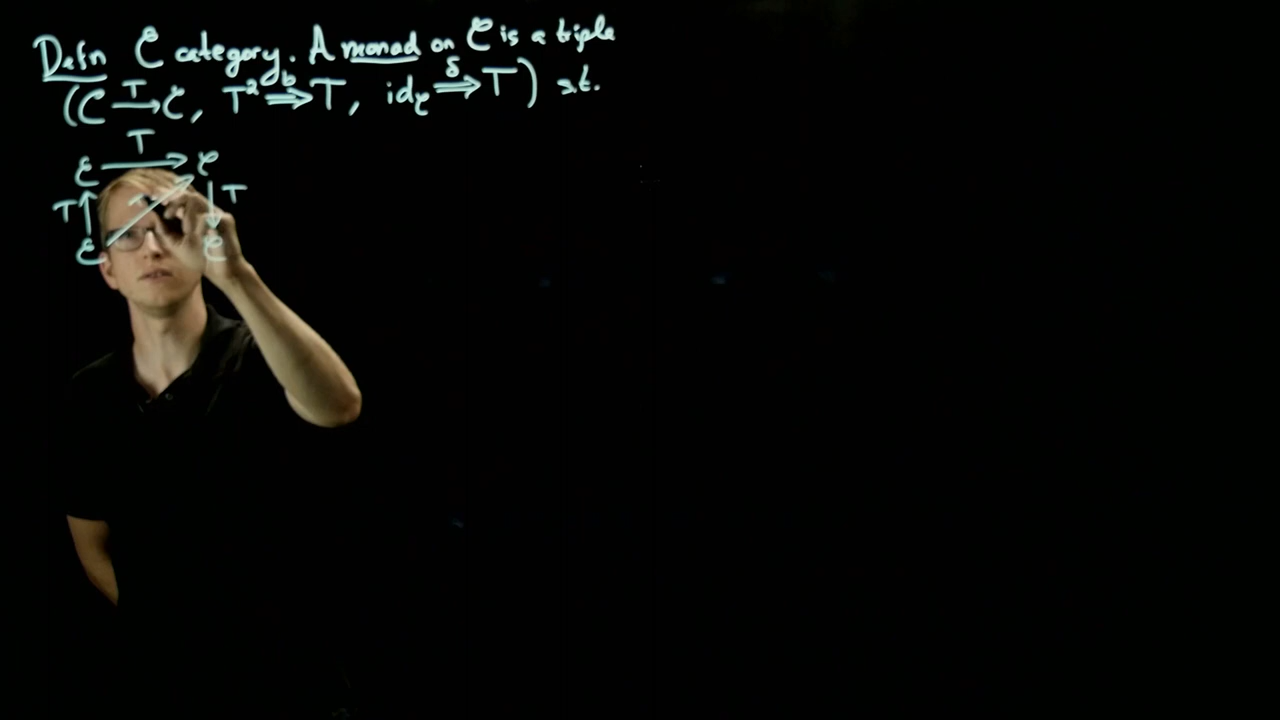 Defn 𝒞 category. A monad on 𝒞 is a triple
(𝒞 —T→ 𝒞, T² =b⇒ T, id_𝒞 =δ⇒ T) s.t.
T
𝒞 → 𝒞
T ↑ T ↗ ↓ T
𝒞 𝒞